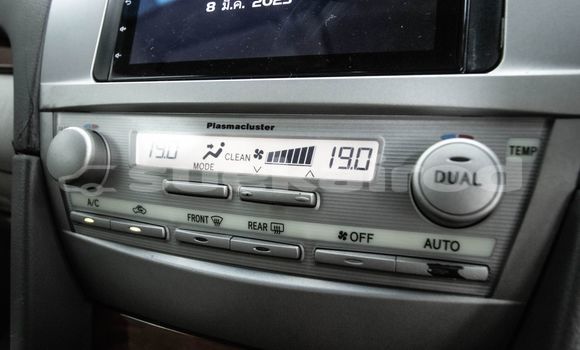 8 มี.ค. 2023
Plasmacluster
19.0 CLEAN 19.0
MODE
TEMP
DUAL
A/C
FRONT REAR OFF AUTO